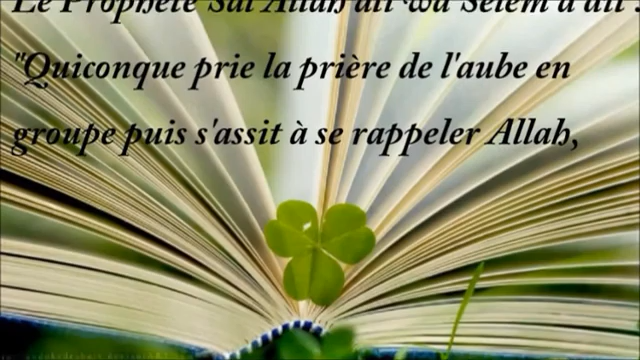 Le Prophète Sal Allah ali wa Selem a dit
"Quiconque prie la prière de l'aube en
groupe puis s'assit à se rappeler Allah,